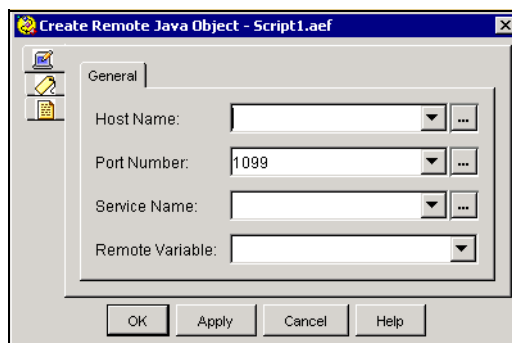 Create Remote Java Object - Script1.aef
General
Host Name:
...
Port Number: 1099
...
Service Name:
...
Remote Variable:
OK Apply Cancel Help